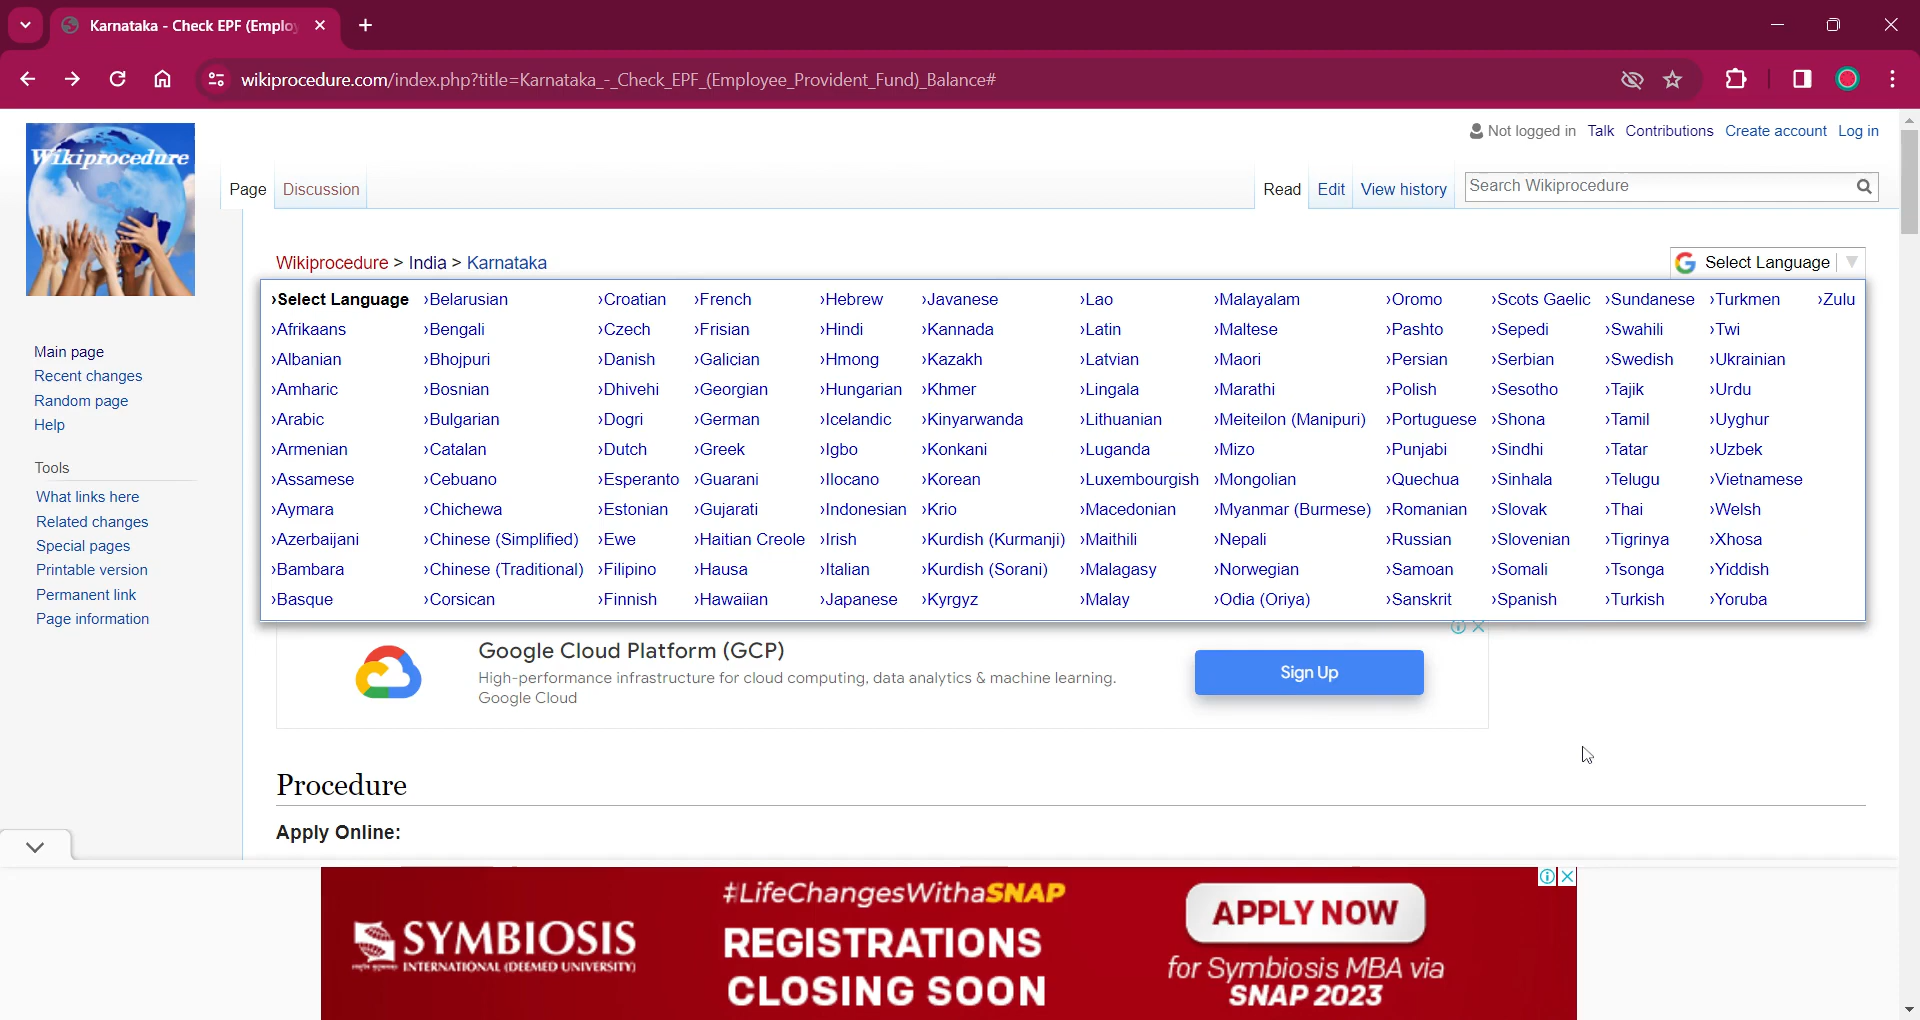 Karnataka - Check EPF (Emplo
wikiprocedure.com/index.php?title=Karnataka_-_Check_EPF_(Employee_Provident_Fund)_Balance#
Not logged in Talk Contributions Create account Log in
Wikiprocedure
Page Discussion Read Edit View history Search Wikiprocedure
Wikiprocedure > India > Karnataka Select Language
›Select Language ›Belarusian ›Croatian ›French ›Hebrew ›Javanese ›Lao ›Malayalam ›Oromo ›Scots Gaelic ›Sundanese ›Turkmen ›Zulu
›Afrikaans ›Bengali ›Czech ›Frisian ›Hindi ›Kannada ›Latin ›Maltese ›Pashto ›Sepedi ›Swahili ›Twi
›Albanian ›Bhojpuri ›Danish ›Galician ›Hmong ›Kazakh ›Latvian ›Maori ›Persian ›Serbian ›Swedish ›Ukrainian
›Amharic ›Bosnian ›Dhivehi ›Georgian ›Hungarian ›Khmer ›Lingala ›Marathi ›Polish ›Sesotho ›Tajik ›Urdu
›Arabic ›Bulgarian ›Dogri ›German ›Icelandic ›Kinyarwanda ›Lithuanian ›Meiteilon (Manipuri) ›Portuguese ›Shona ›Tamil ›Uyghur
›Armenian ›Catalan ›Dutch ›Greek ›Igbo ›Konkani ›Luganda ›Mizo ›Punjabi ›Sindhi ›Tatar ›Uzbek
›Assamese ›Cebuano ›Esperanto ›Guarani ›Ilocano ›Korean ›Luxembourgish ›Mongolian ›Quechua ›Sinhala ›Telugu ›Vietnamese
›Aymara ›Chichewa ›Estonian ›Gujarati ›Indonesian ›Krio ›Macedonian ›Myanmar (Burmese) ›Romanian ›Slovak ›Thai ›Welsh
›Azerbaijani ›Chinese (Simplified) ›Ewe ›Haitian Creole ›Irish ›Kurdish (Kurmanji) ›Maithili ›Nepali ›Russian ›Slovenian ›Tigrinya ›Xhosa
›Bambara ›Chinese (Traditional) ›Filipino ›Hausa ›Italian ›Kurdish (Sorani) ›Malagasy ›Norwegian ›Samoan ›Somali ›Tsonga ›Yiddish
›Basque ›Corsican ›Finnish ›Hawaiian ›Japanese ›Kyrgyz ›Malay ›Odia (Oriya) ›Sanskrit ›Spanish ›Turkish ›Yoruba
Main page
Recent changes
Random page
Help
Tools
What links here
Related changes
Special pages
Printable version
Permanent link
Page information
Google Cloud Platform (GCP)
High-performance infrastructure for cloud computing, data analytics & machine learning.
Google Cloud
Sign Up
Procedure
Apply Online:
SYMBIOSIS
INTERNATIONAL (DEEMED UNIVERSITY)
#LifeChangesWithaSNAP
REGISTRATIONS
CLOSING SOON
APPLY NOW
for Symbiosis MBA via
SNAP 2023